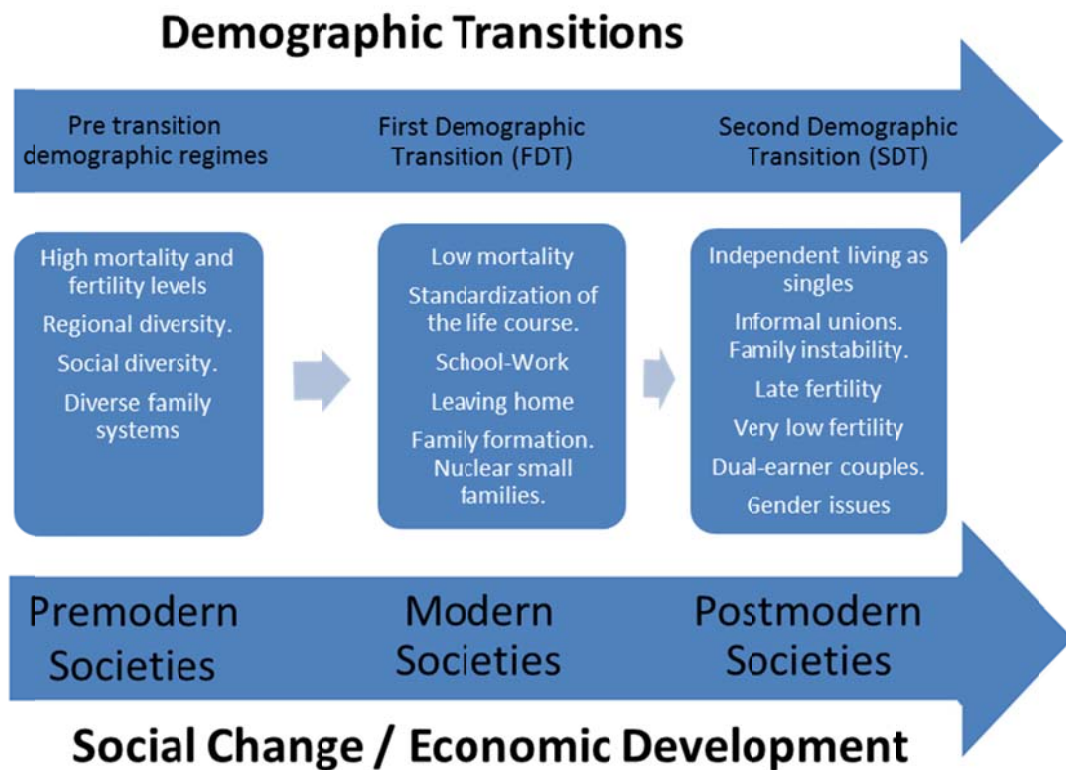 Demographic Transitions
Pre transition
demographic regimes
First Demographic
Transition (FDT)
Second Demographic
Transition (SDT)
High mortality and
fertility levels
Regional diversity.
Social diversity.
Diverse family
systems
Low mortality
Standardization of
the life course.
School-Work
Leaving home
Family formation.
Nuclear small
families.
Independent living as
singles
Informal unions.
Family instability.
Late fertility
Very low fertility
Dual-earner couples.
Gender issues
Premodern
Societies
Modern
Societies
Postmodern
Societies
Social Change / Economic Development